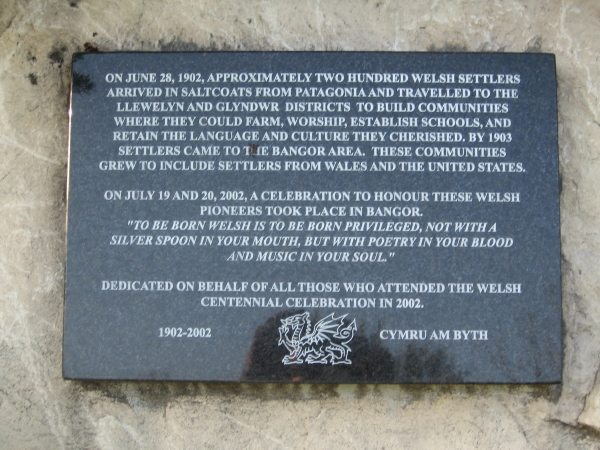 ON JUNE 28, 1902, APPROXIMATELY TWO HUNDRED WELSH SETTLERS
ARRIVED IN SALTCOATS FROM PATAGONIA AND TRAVELLED TO THE
LLEWELYN AND GLYNDWR DISTRICTS TO BUILD COMMUNITIES
WHERE THEY COULD FARM, WORSHIP, ESTABLISH SCHOOLS, AND
RETAIN THE LANGUAGE AND CULTURE THEY CHERISHED. BY 1903
SETTLERS CAME TO THE BANGOR AREA. THESE COMMUNITIES
GREW TO INCLUDE SETTLERS FROM WALES AND THE UNITED STATES.
ON JULY 19 AND 20, 2002, A CELEBRATION TO HONOUR THESE WELSH
PIONEERS TOOK PLACE IN BANGOR.
"TO BE BORN WELSH IS TO BE BORN PRIVILEGED, NOT WITH A
SILVER SPOON IN YOUR MOUTH, BUT WITH POETRY IN YOUR BLOOD
AND MUSIC IN YOUR SOUL."
DEDICATED ON BEHALF OF ALL THOSE WHO ATTENDED THE WELSH
CENTENNIAL CELEBRATION IN 2002.
1902-2002 CYMRU AM BYTH